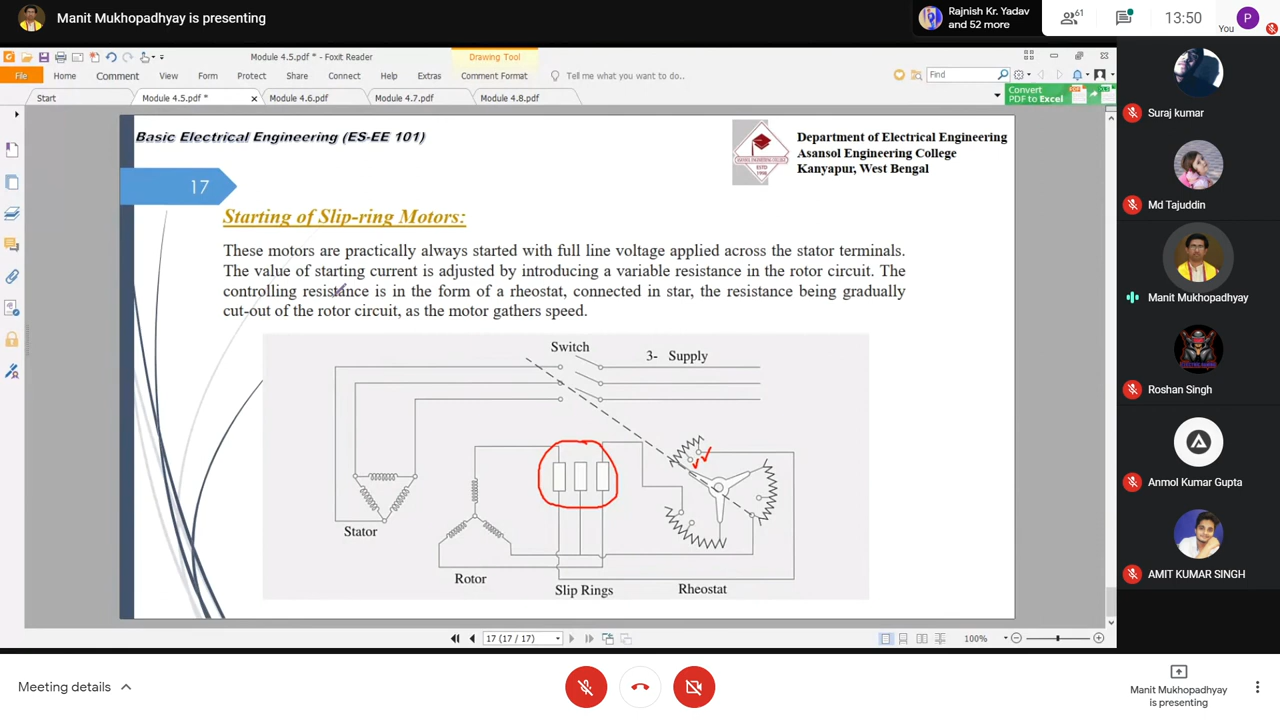 Manit Mukhopadhyay is presenting
Rajnish Kr. Yadav
and 52 more
61
13:50
You
P
Module 4.5.pdf * - Foxit Reader
Drawing Tool
File
Home
Comment
View
Form
Protect
Share
Connect
Help
Extras
Comment Format
Tell me what you want to do..
Find
Start
Module 4.5.pdf *
Module 4.6.pdf
Module 4.7.pdf
Module 4.8.pdf
Convert
PDF to Excel
Basic Electrical Engineering (ES-EE 101)
Department of Electrical Engineering
Asansol Engineering College
Kanyapur, West Bengal
17
Starting of Slip-ring Motors:
These motors are practically always started with full line voltage applied across the stator terminals.
The value of starting current is adjusted by introducing a variable resistance in the rotor circuit. The
controlling resistance is in the form of a rheostat, connected in star, the resistance being gradually
cut-out of the rotor circuit, as the motor gathers speed.
Switch
3- Supply
Stator
Rotor
Slip Rings
Rheostat
17 (17 / 17)
100%
Suraj kumar
Md Tajuddin
Manit Mukhopadhyay
Roshan Singh
Anmol Kumar Gupta
AMIT KUMAR SINGH
Meeting details
Manit Mukhopadhyay
is presenting